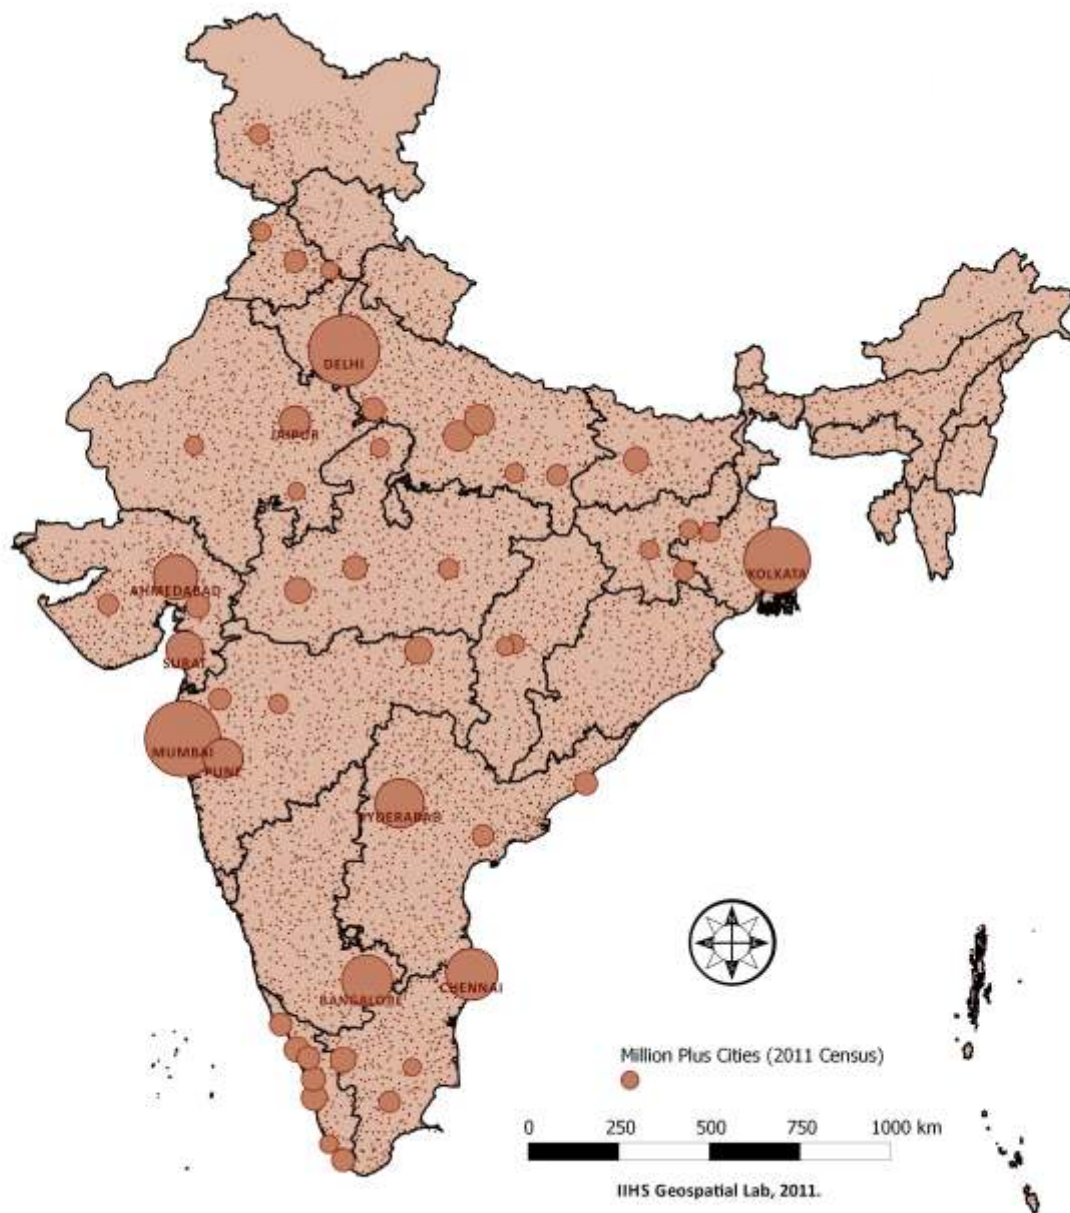 DELHI
JAIPUR
AHMEDABAD
KOLKATA
SURAT
MUMBAI
PUNE
HYDERABAD
BANGALORE
CHENNAI
Million Plus Cities (2011 Census)
0 250 500 750 1000 km
IIHS Geospatial Lab, 2011.